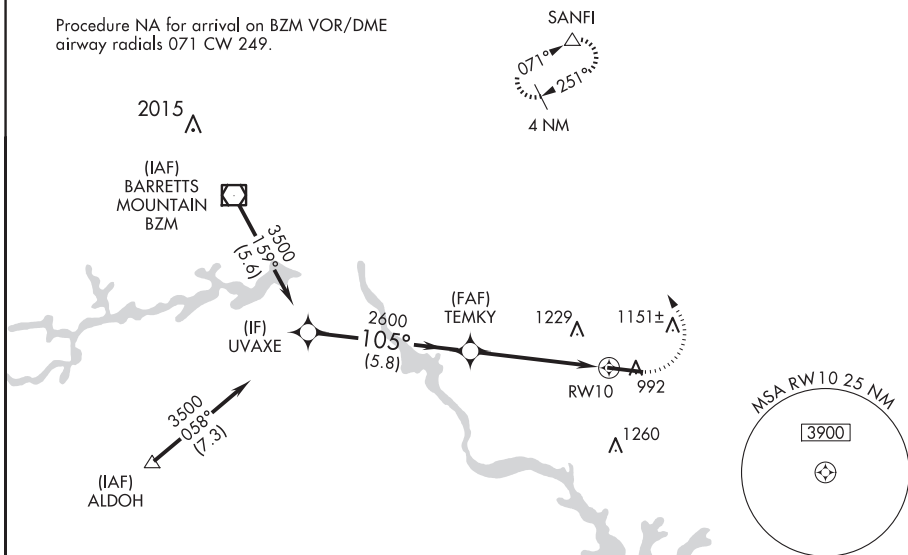 Procedure NA for arrival on BZM VOR/DME
airway radials 071 CW 249.
SANFI
071°
251°
4 NM
2015
(IAF)
BARRETTS
MOUNTAIN
BZM
3500
159°
(5.6)
(IF)
UVAXE
2600
105°
(5.8)
(FAF)
TEMKY
1229
1151±
RW10
992
1260
3500
058°
(7.3)
(IAF)
ALDOH
MSA RW10 25 NM
3900